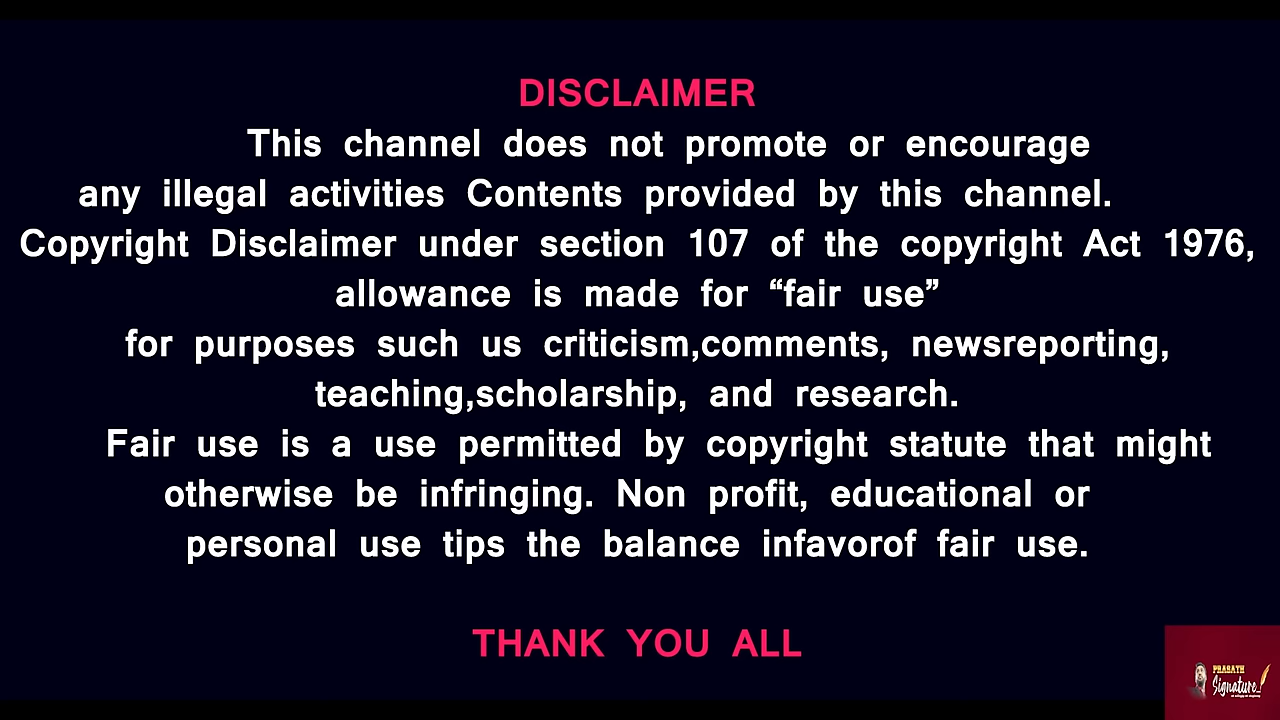 DISCLAIMER
This channel does not promote or encourage
any illegal activities Contents provided by this channel.
Copyright Disclaimer under section 107 of the copyright Act 1976,
allowance is made for “fair use”
for purposes such us criticism,comments, newsreporting,
teaching,scholarship, and research.
Fair use is a use permitted by copyright statute that might
otherwise be infringing. Non profit, educational or
personal use tips the balance infavorof fair use.
THANK YOU ALL
PRASATH
Signature